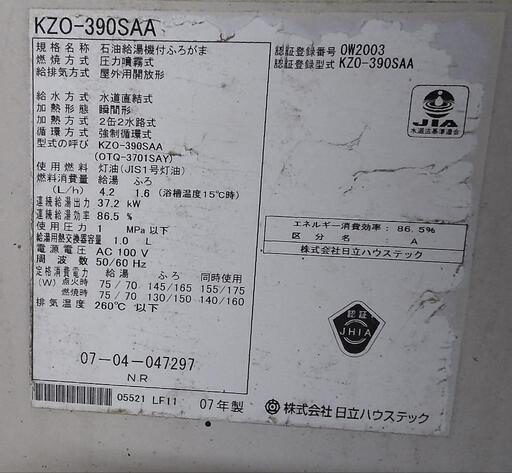 KZO-390SAA
規格名称 石油給湯機付ふろがま
燃焼方式 圧力噴霧式
給排気方式 屋外用開放形
認証登録番号 OW2003
認証登録型式 KZO-390SAA
給水方式 水道直結式
加熱形態 瞬間形
加熱方式 2缶2水路式
循環方式 強制循環式
型式の呼び KZO-390SAA
(OTQ-3701SAY)
JIA
水道法基準適合
使用燃料 灯油(JIS1号灯油)
燃料消費量 給湯 ふろ
(L/h) 4.2 1.6 (浴槽温度15℃時)
連続給湯出力 37.2 kW
連続給湯効率 86.5 %
使用圧力 1 MPa以下
給湯用熱交換器容量 1.0 L
電源電圧 AC 100 V
周波数 50/60 Hz
定格消費電力 給湯 ふろ 同時使用
(W) 点火時 75/70 145/165 155/175
燃焼時 75/70 130/150 140/160
排気温度 260℃以下
エネルギー消費効率: 86.5%
区分名: A
株式会社日立ハウステック
認証
JHIA
07-04-047297
NR
05521 LF11 07年製
株式会社日立ハウステック